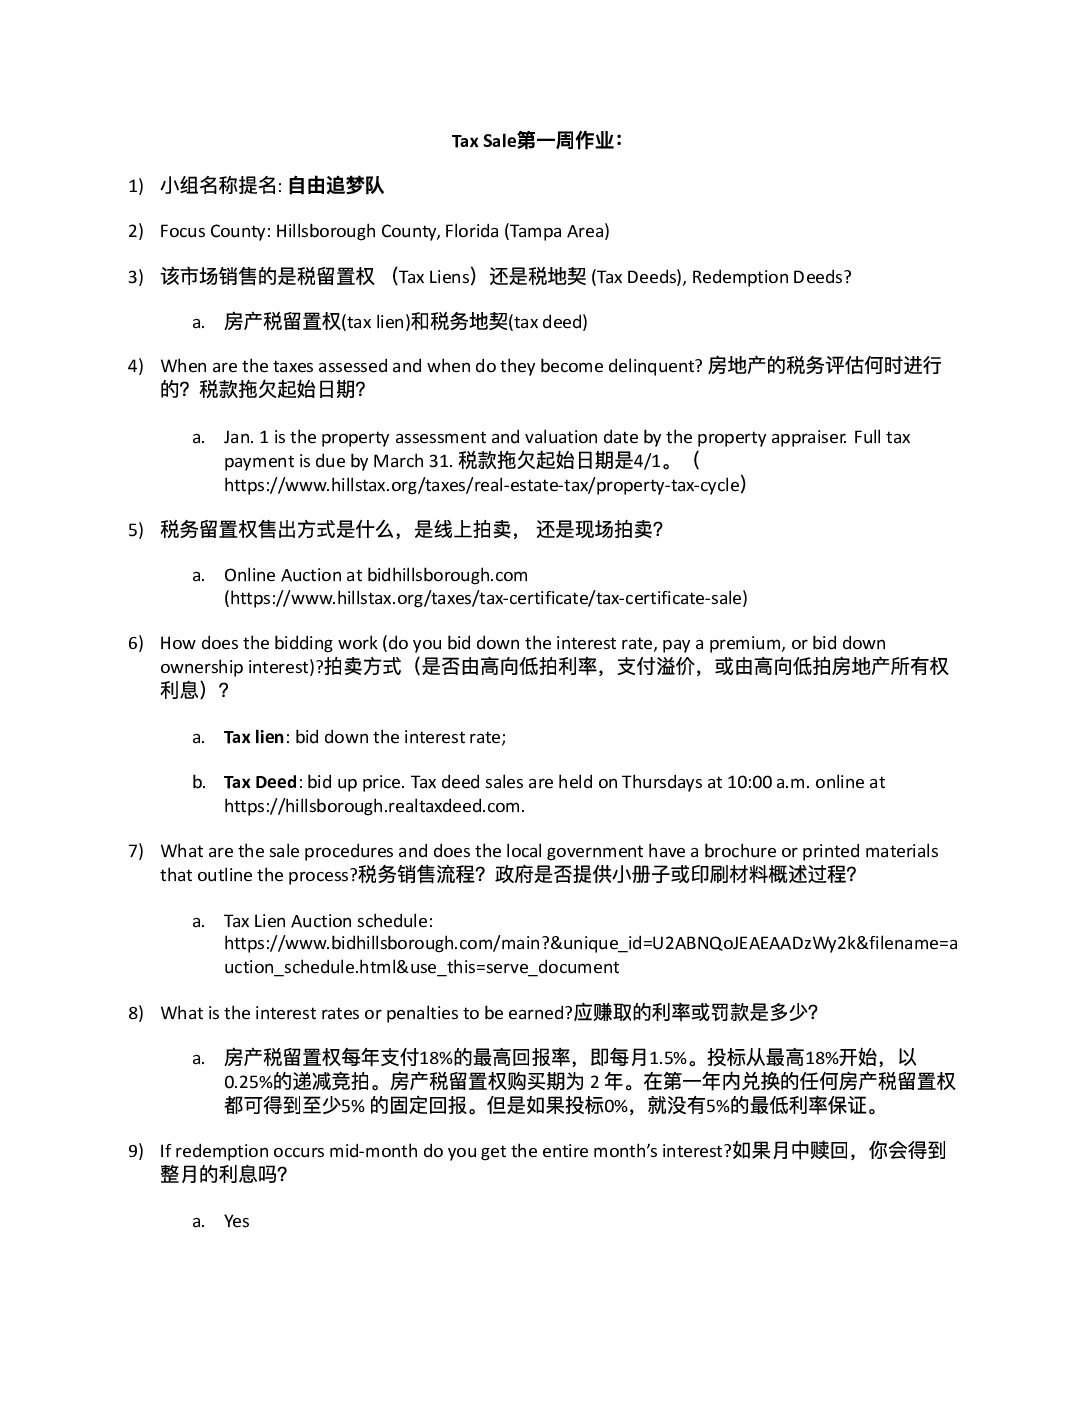 Tax Sale第一周作业：
1) 小组名称提名: 自由追梦队
2) Focus County: Hillsborough County, Florida (Tampa Area)
3) 该市场销售的是税留置权 （Tax Liens）还是税地契 (Tax Deeds), Redemption Deeds?
a. 房产税留置权(tax lien)和税务地契(tax deed)
4) When are the taxes assessed and when do they become delinquent? 房地产的税务评估何时进行
的？税款拖欠起始日期？
a. Jan. 1 is the property assessment and valuation date by the property appraiser. Full tax
payment is due by March 31. 税款拖欠起始日期是4/1。（
https://www.hillstax.org/taxes/real-estate-tax/property-tax-cycle）
5) 税务留置权售出方式是什么，是线上拍卖， 还是现场拍卖？
a. Online Auction at bidhillsborough.com
(https://www.hillstax.org/taxes/tax-certificate/tax-certificate-sale)
6) How does the bidding work (do you bid down the interest rate, pay a premium, or bid down
ownership interest)?拍卖方式（是否由高向低拍利率，支付溢价，或由高向低拍房地产所有权
利息）?
a. Tax lien: bid down the interest rate;
b. Tax Deed: bid up price. Tax deed sales are held on Thursdays at 10:00 a.m. online at
https://hillsborough.realtaxdeed.com.
7) What are the sale procedures and does the local government have a brochure or printed materials
that outline the process?税务销售流程？政府是否提供小册子或印刷材料概述过程？
a. Tax Lien Auction schedule:
https://www.bidhillsborough.com/main?&unique_id=U2ABNQoJEAEAADzWy2k&filename=a
uction_schedule.html&use_this=serve_document
8) What is the interest rates or penalties to be earned?应赚取的利率或罚款是多少？
a. 房产税留置权每年支付18%的最高回报率，即每月1.5%。投标从最高18%开始，以
0.25%的递减竞拍。房产税留置权购买期为 2 年。在第一年内兑换的任何房产税留置权
都可得到至少5% 的固定回报。但是如果投标0%，就没有5%的最低利率保证。
9) If redemption occurs mid-month do you get the entire month’s interest?如果月中赎回，你会得到
整月的利息吗？
a. Yes